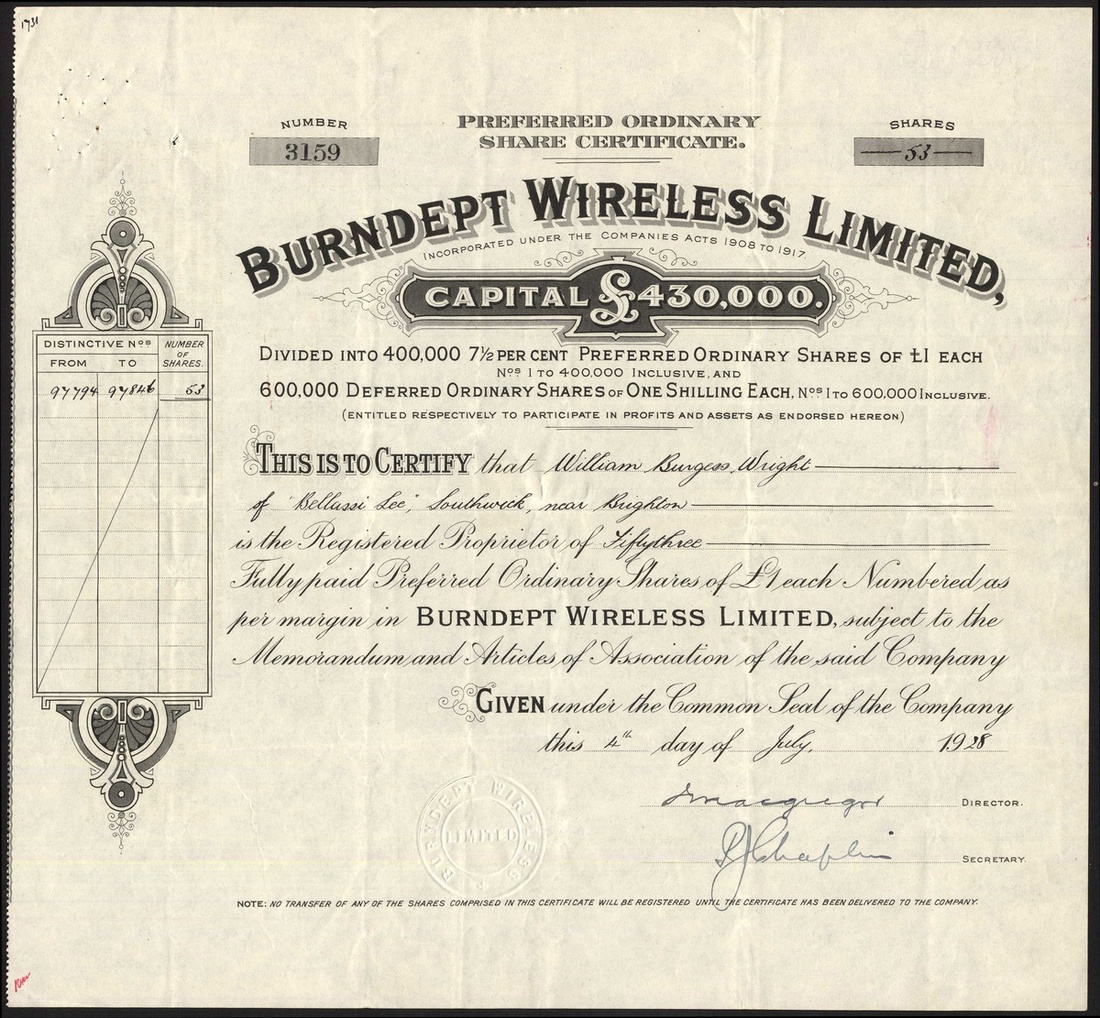 1731
NUMBER
3159
PREFERRED ORDINARY
SHARE CERTIFICATE.
SHARES
53
BURNDEPT WIRELESS LIMITED,
INCORPORATED UNDER THE COMPANIES ACTS 1908 TO 1917.
CAPITAL £430,000.
DIVIDED INTO 400,000 7½ PER CENT PREFERRED ORDINARY SHARES OF £1 EACH
Nos 1 TO 400000 INCLUSIVE, AND
600,000 DEFERRED ORDINARY SHARES OF ONE SHILLING EACH, Nos 1 TO 600,000 INCLUSIVE.
(ENTITLED RESPECTIVELY TO PARTICIPATE IN PROFITS AND ASSETS AS ENDORSED HEREON)
DISTINCTIVE Nos
NUMBER OF SHARES.
FROM TO
97794 97846 53
THIS IS TO CERTIFY that William Burgess Wright
of "Bellassi Lee", Southwick, near Brighton
is the Registered Proprietor of Fiftythree
Fully paid Preferred Ordinary Shares of £1 each Numbered as
per margin in BURNDEPT WIRELESS LIMITED, subject to the
Memorandum and Articles of Association of the said Company
GIVEN under the Common Seal of the Company
this 4th day of July, 1928
Macgregor DIRECTOR.
Chaplin SECRETARY.
BURNDEPT WIRELESS
LIMITED
NOTE: NO TRANSFER OF ANY OF THE SHARES COMPRISED IN THIS CERTIFICATE WILL BE REGISTERED UNTIL THE CERTIFICATE HAS BEEN DELIVERED TO THE COMPANY.